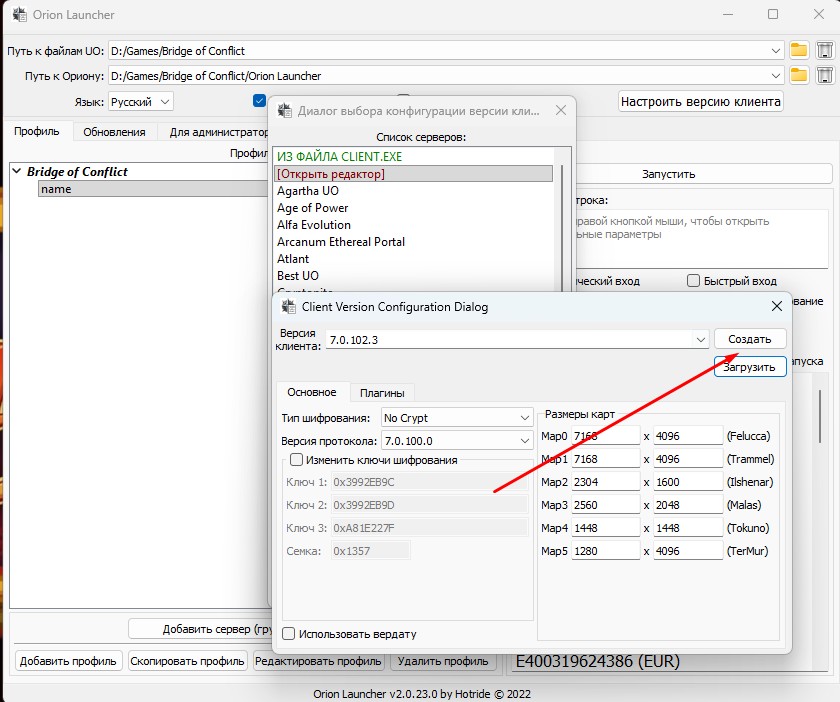 Orion Launcher
Путь к файлам UO: D:/Games/Bridge of Conflict
Путь к Ориону: D:/Games/Bridge of Conflict/Orion Launcher
Язык: Русский
Настроить версию клиента
Диалог выбора конфигурации версии кли...
Профиль Обновления Для администратор
Список серверов:
Профил
Bridge of Conflict
name
ИЗ ФАЙЛА CLIENT.EXE
[Открыть редактор]
Agartha UO
Age of Power
Alfa Evolution
Arcanum Ethereal Portal
Atlant
Best UO
Запустить
трока:
равой кнопкой мыши, чтобы открыть
ьные параметры
ический вход Быстрый вход
вание
апуска
Client Version Configuration Dialog
Версия
клиента: 7.0.102.3 Создать
Загрузить
Основное Плагины
Тип шифрования: No Crypt
Версия протокола: 7.0.100.0
Изменить ключи шифрования
Ключ 1: 0x3992EB9C
Ключ 2: 0x3992EB9D
Ключ 3: 0xA81E227F
Семка: 0x1357
Использовать вердату
Размеры карт
Map0 7168 x 4096 (Felucca)
Map1 7168 x 4096 (Trammel)
Map2 2304 x 1600 (Ilshenar)
Map3 2560 x 2048 (Malas)
Map4 1448 x 1448 (Tokuno)
Map5 1280 x 4096 (TerMur)
Добавить сервер (гру
Добавить профиль Скопировать профиль Редактировать профиль Удалить профиль
E400319624386 (EUR)
Orion Launcher v2.0.23.0 by Hotride © 2022